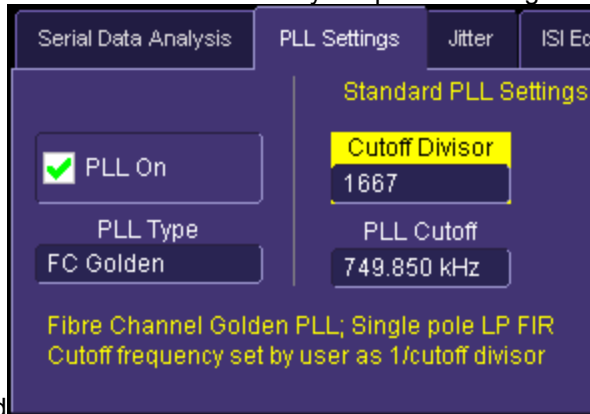 Serial Data Analysis PLL Settings Jitter ISI Ec
Standard PLL Settings
PLL On
Cutoff Divisor
1667
PLL Type
FC Golden
PLL Cutoff
749.850 kHz
Fibre Channel Golden PLL; Single pole LP FIR
Cutoff frequency set by user as 1/cutoff divisor